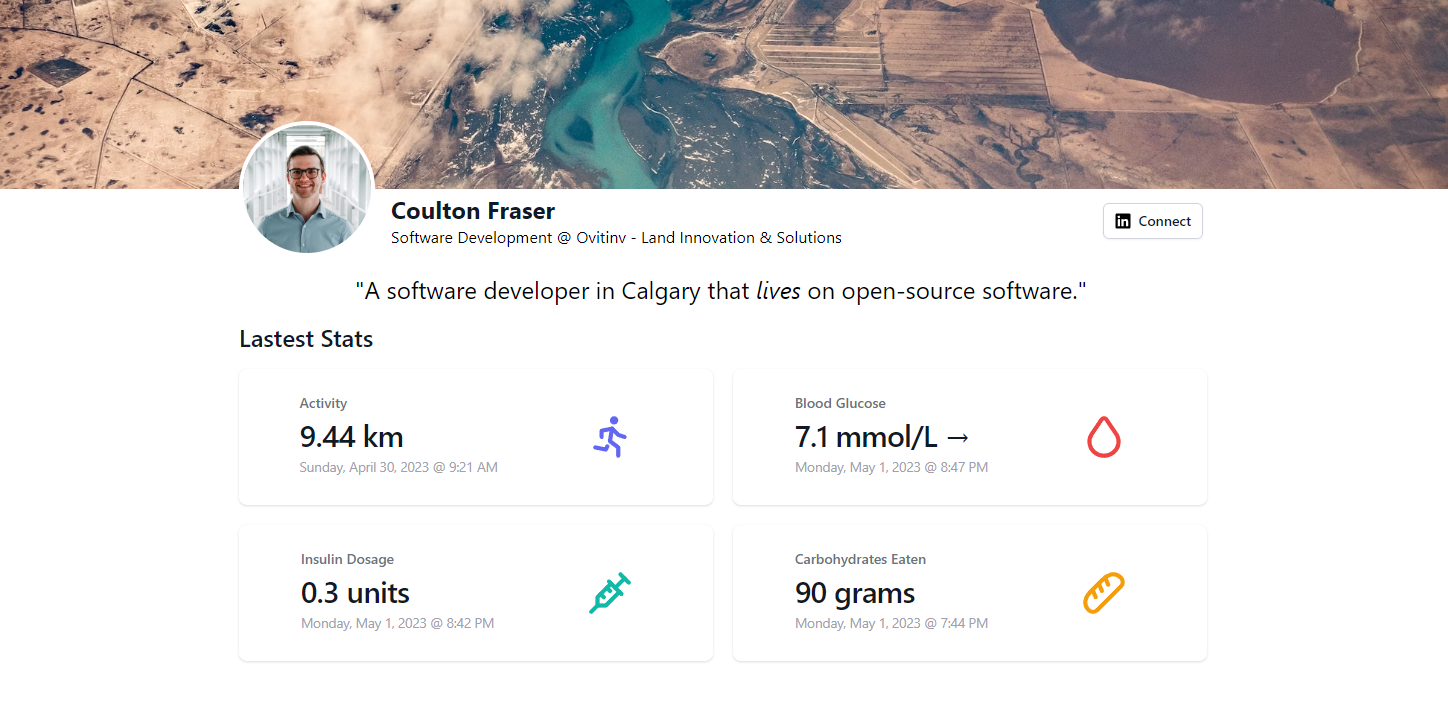 Coulton Fraser
Software Development @ Ovitinv - Land Innovation & Solutions
in Connect
"A software developer in Calgary that lives on open-source software."
Lastest Stats
Activity
9.44 km
Sunday, April 30, 2023 @ 9:21 AM
Blood Glucose
7.1 mmol/L →
Monday, May 1, 2023 @ 8:47 PM
Insulin Dosage
0.3 units
Monday, May 1, 2023 @ 8:42 PM
Carbohydrates Eaten
90 grams
Monday, May 1, 2023 @ 7:44 PM